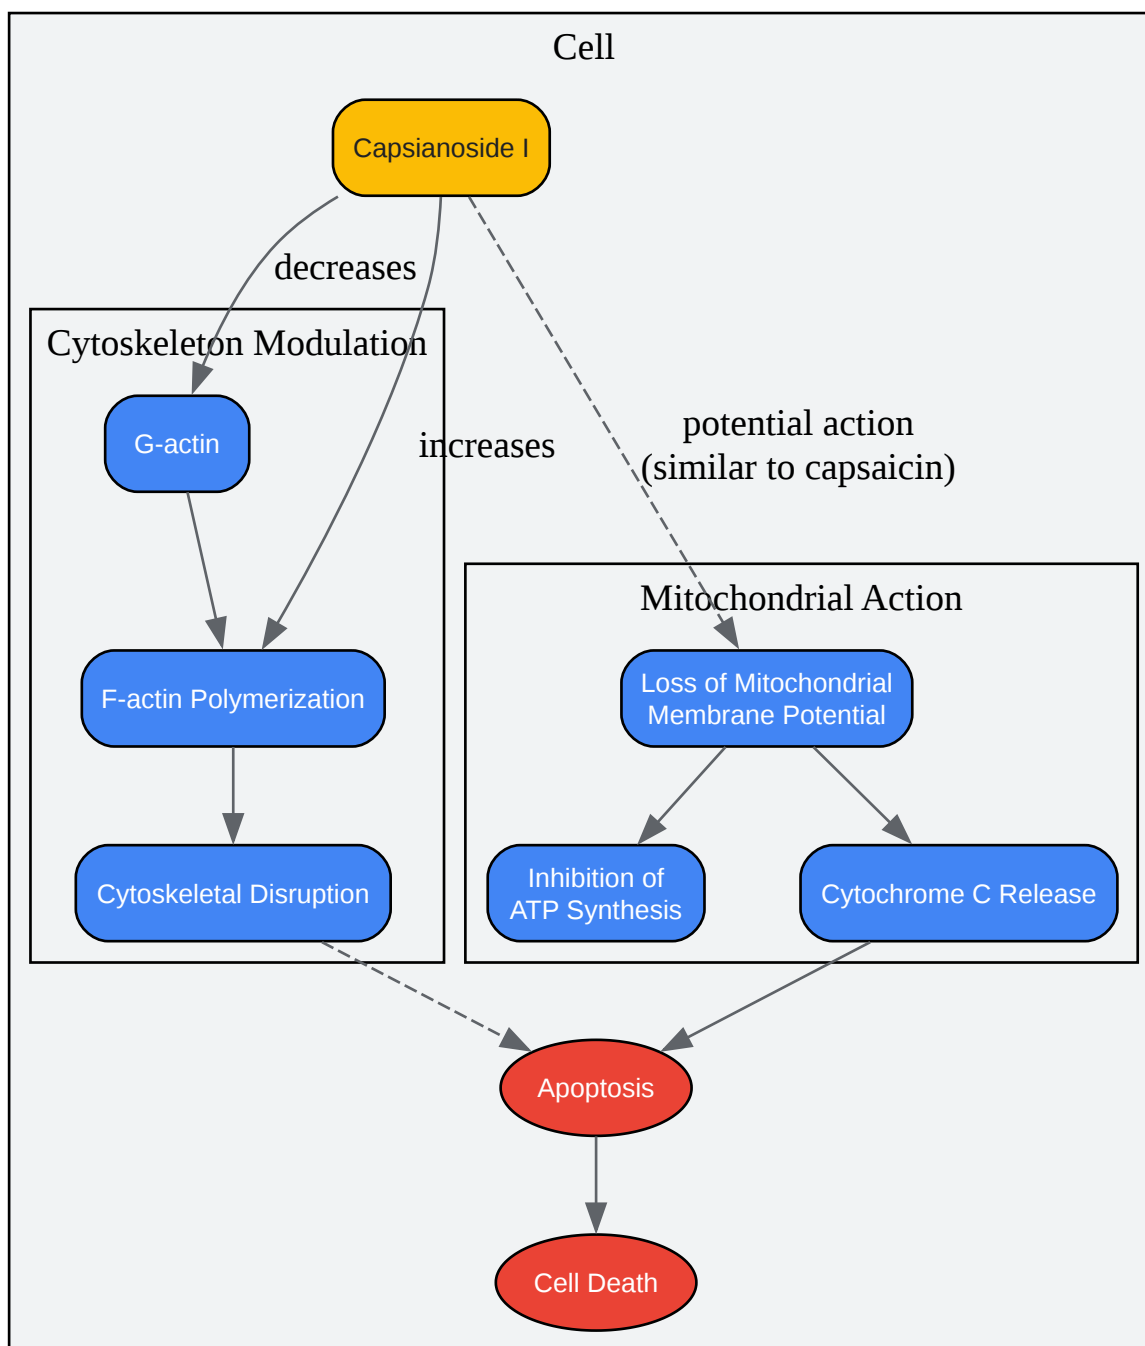 Cell
Capsianoside I
decreases
Cytoskeleton Modulation
G-actin
increases
potential action
(similar to capsaicin)
Mitochondrial Action
F-actin Polymerization
Loss of Mitochondrial
Membrane Potential
Cytoskeletal Disruption
Inhibition of
ATP Synthesis
Cytochrome C Release
Apoptosis
Cell Death